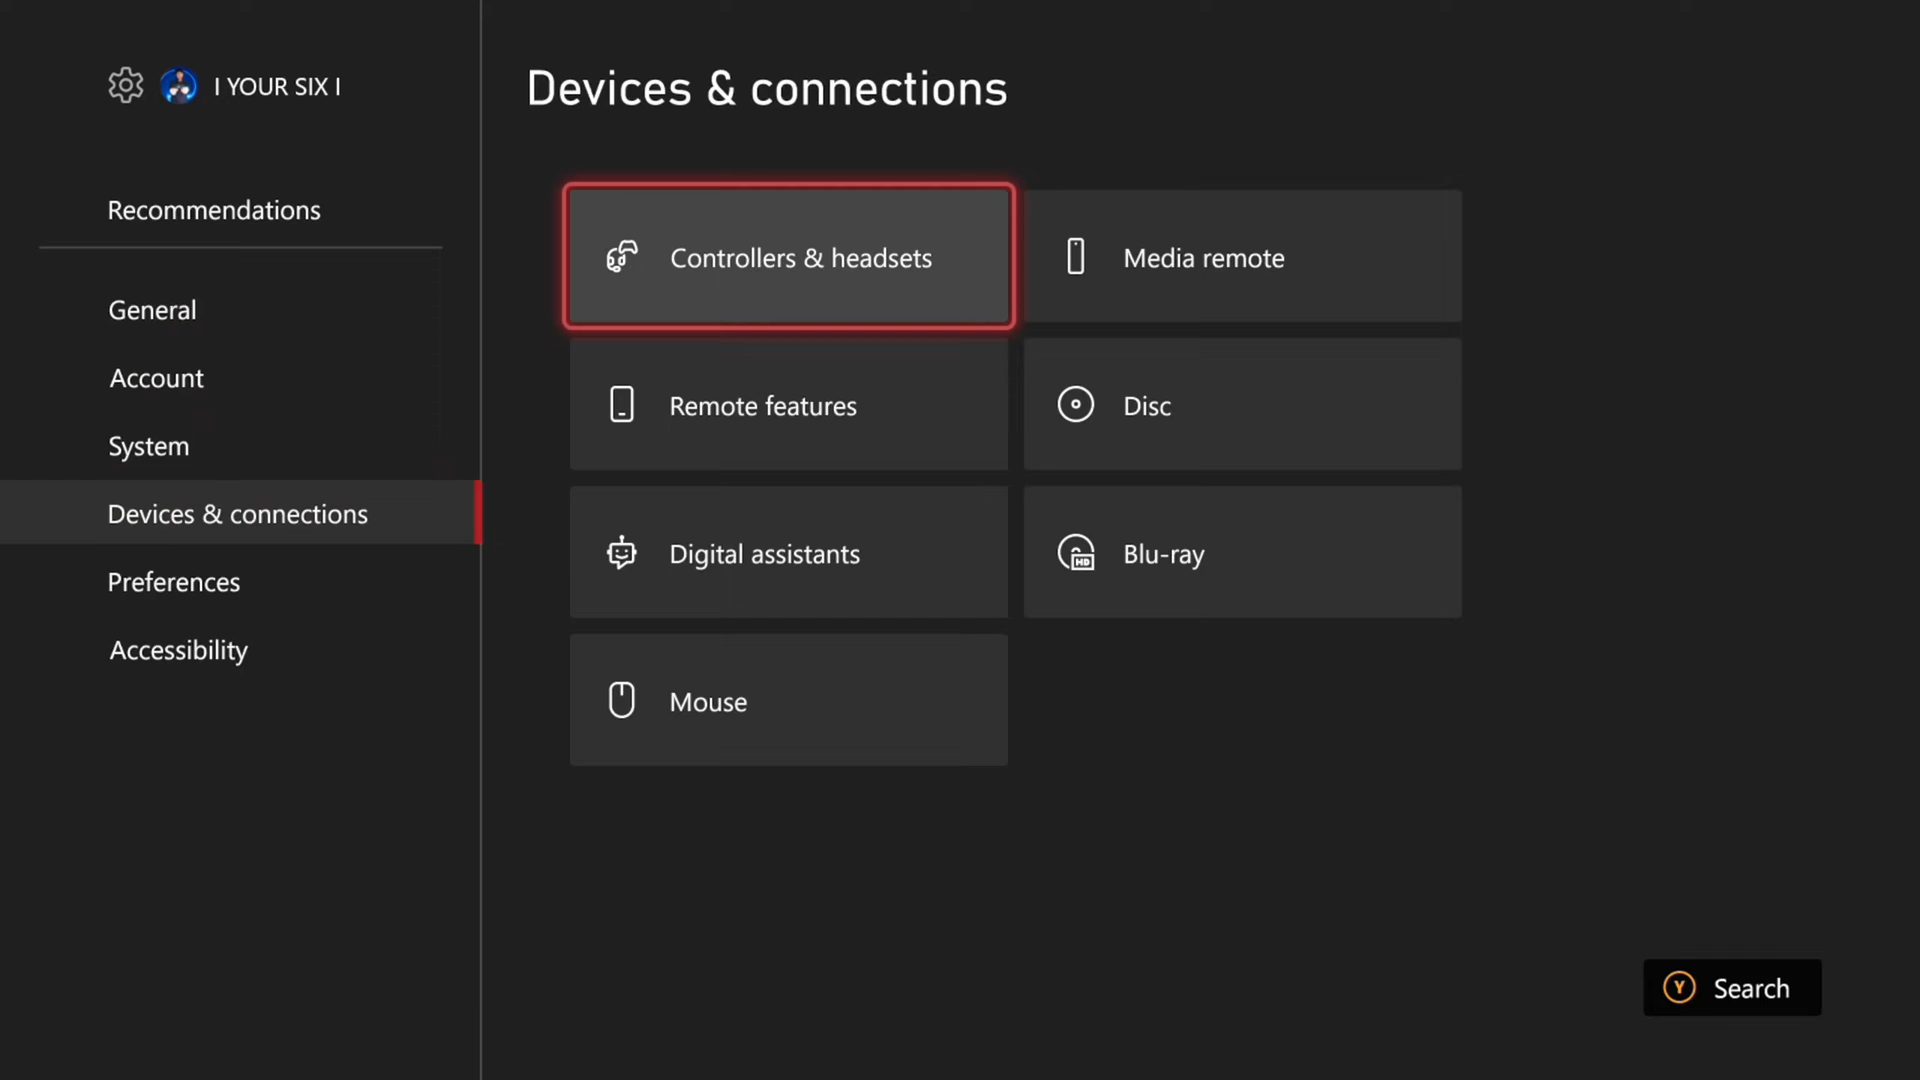 I YOUR SIX I
Recommendations
General
Account
System
Devices & connections
Preferences
Accessibility
Devices & connections
Controllers & headsets
Media remote
Remote features
Disc
Digital assistants
HD
Blu-ray
Mouse
Y Search